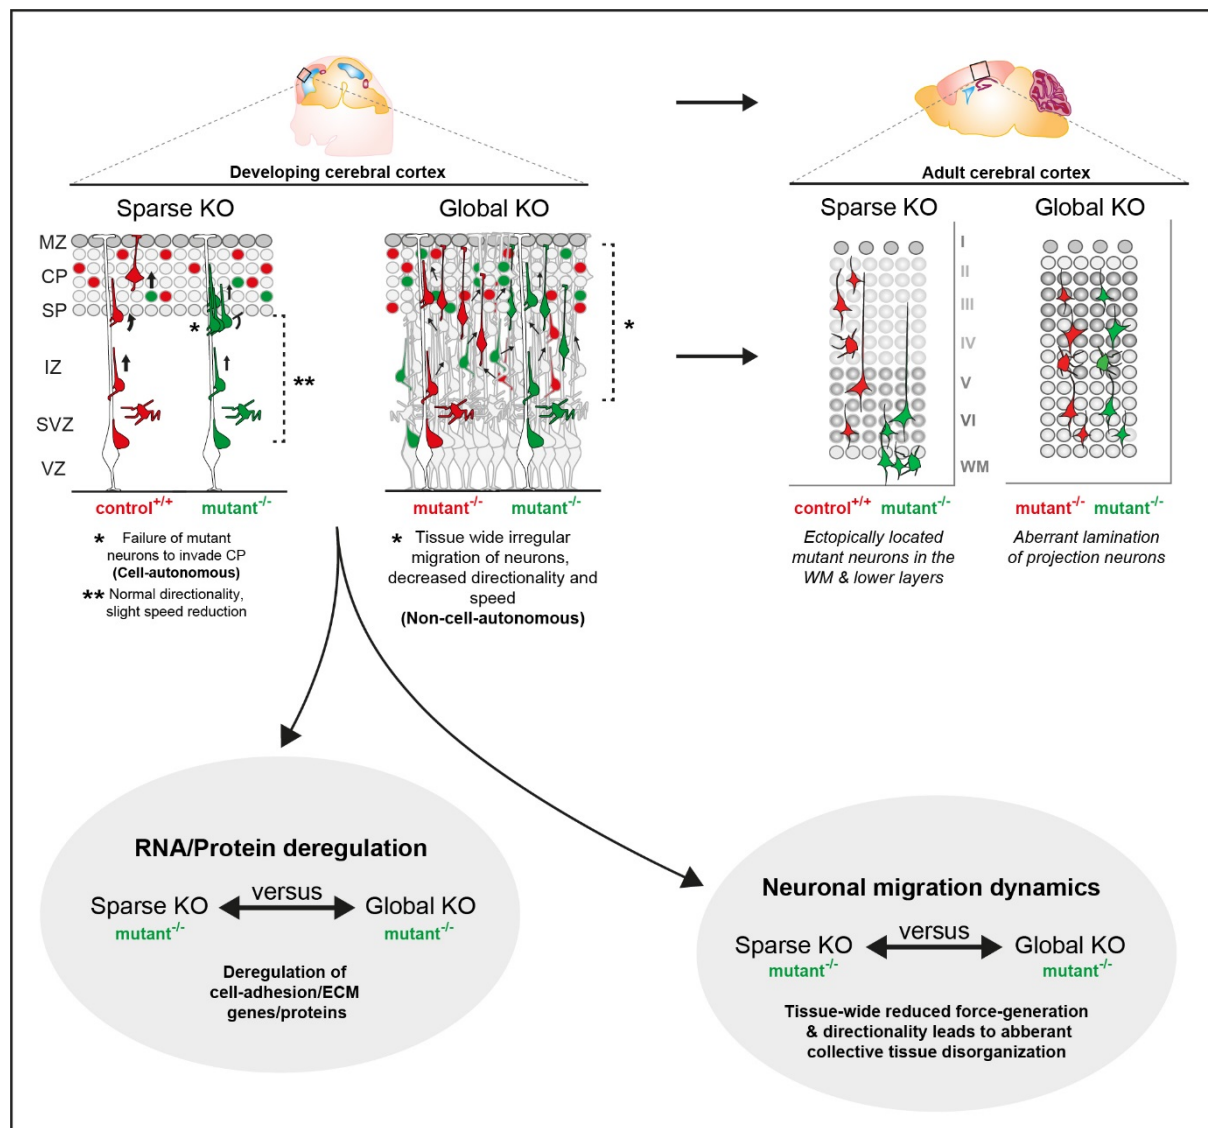 Developing cerebral cortex
Adult cerebral cortex
Sparse KO
Global KO
Sparse KO
Global KO
MZ
CP
SP
IZ
SVZ
VZ
*
**
*
I
II
III
IV
V
VI
WM
control+/+
mutant-/-
mutant-/-
mutant-/-
control+/+
mutant-/-
mutant-/-
mutant-/-
* Failure of mutant
neurons to invade CP
(Cell-autonomous)
** Normal directionality,
slight speed reduction
* Tissue wide irregular
migration of neurons,
decreased directionality and
speed
(Non-cell-autonomous)
Ectopically located
mutant neurons in the
WM & lower layers
Aberrant lamination
of projection neurons
RNA/Protein deregulation
Sparse KO versus Global KO
mutant-/- mutant-/-
Deregulation of
cell-adhesion/ECM
genes/proteins
Neuronal migration dynamics
Sparse KO versus Global KO
mutant-/- mutant-/-
Tissue-wide reduced force-generation
& directionality leads to abberant
collective tissue disorganization